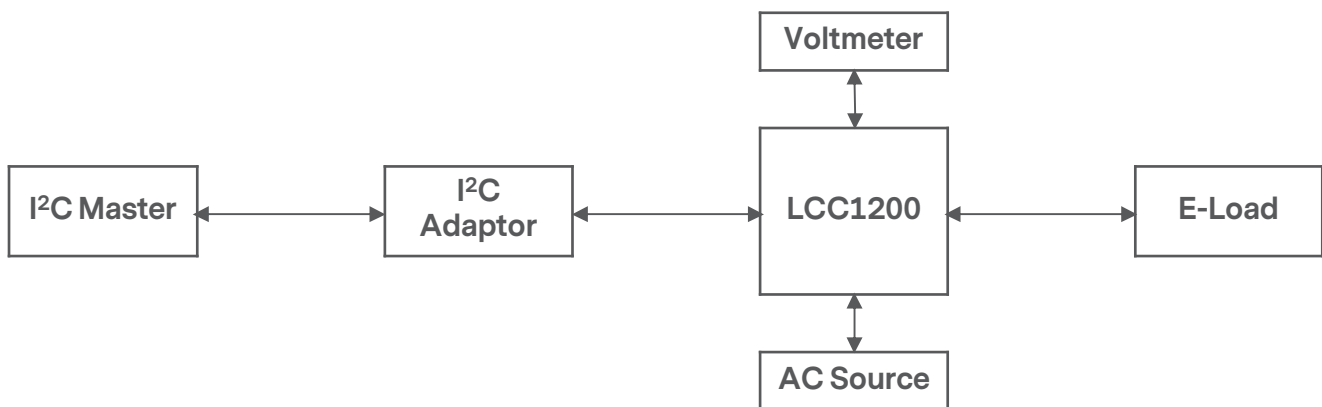 Voltmeter
I²C Master
I²C
Adaptor
LCC1200
E-Load
AC Source